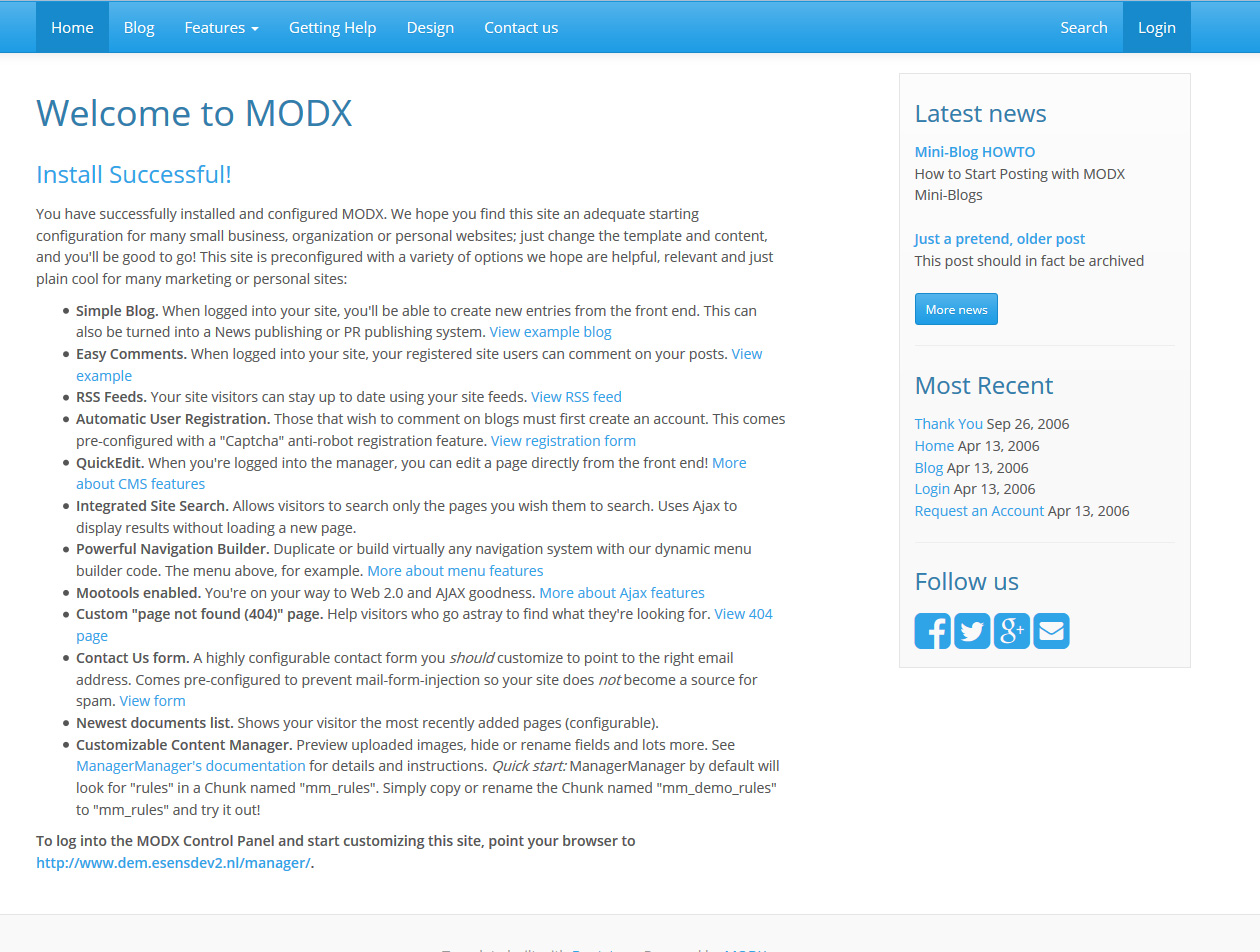 Home Blog Features Getting Help Design Contact us Search Login
Welcome to MODX
Install Successful!
You have successfully installed and configured MODX. We hope you find this site an adequate starting
configuration for many small business, organization or personal websites; just change the template and content,
and you'll be good to go! This site is preconfigured with a variety of options we hope are helpful, relevant and just
plain cool for many marketing or personal sites:
Simple Blog. When logged into your site, you'll be able to create new entries from the front end. This can
also be turned into a News publishing or PR publishing system. View example blog
Easy Comments. When logged into your site, your registered site users can comment on your posts. View
example
RSS Feeds. Your site visitors can stay up to date using your site feeds. View RSS feed
Automatic User Registration. Those that wish to comment on blogs must first create an account. This comes
pre-configured with a "Captcha" anti-robot registration feature. View registration form
QuickEdit. When you're logged into the manager, you can edit a page directly from the front end! More
about CMS features
Integrated Site Search. Allows visitors to search only the pages you wish them to search. Uses Ajax to
display results without loading a new page.
Powerful Navigation Builder. Duplicate or build virtually any navigation system with our dynamic menu
builder code. The menu above, for example. More about menu features
Mootools enabled. You're on your way to Web 2.0 and AJAX goodness. More about Ajax features
Custom "page not found (404)" page. Help visitors who go astray to find what they're looking for. View 404
page
Contact Us form. A highly configurable contact form you should customize to point to the right email
address. Comes pre-configured to prevent mail-form-injection so your site does not become a source for
spam. View form
Newest documents list. Shows your visitor the most recently added pages (configurable).
Customizable Content Manager. Preview uploaded images, hide or rename fields and lots more. See
ManagerManager's documentation for details and instructions. Quick start: ManagerManager by default will
look for "rules" in a Chunk named "mm_rules". Simply copy or rename the Chunk named "mm_demo_rules"
to "mm_rules" and try it out!
To log into the MODX Control Panel and start customizing this site, point your browser to
http://www.dem.esensdev2.nl/manager/.
Latest news
Mini-Blog HOWTO
How to Start Posting with MODX
Mini-Blogs
Just a pretend, older post
This post should in fact be archived
More news
Most Recent
Thank You Sep 26, 2006
Home Apr 13, 2006
Blog Apr 13, 2006
Login Apr 13, 2006
Request an Account Apr 13, 2006
Follow us